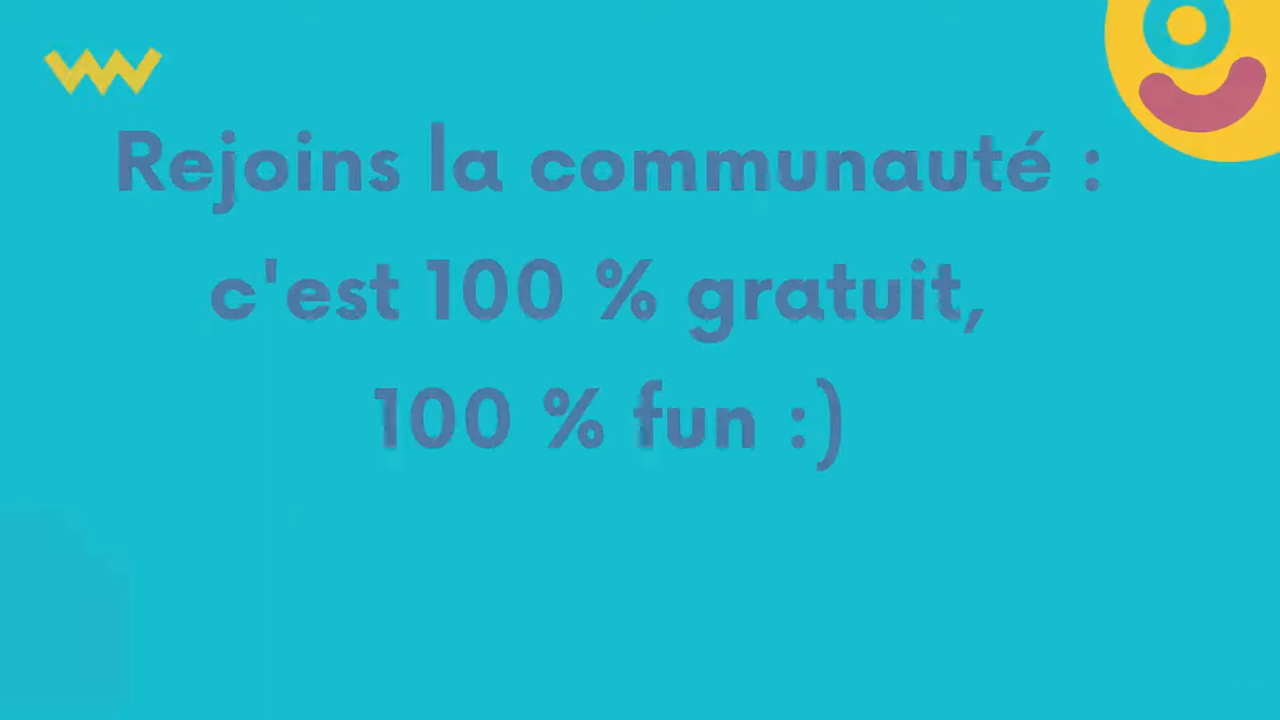 Rejoins la communauté :
c'est 100 % gratuit,
100 % fun :)